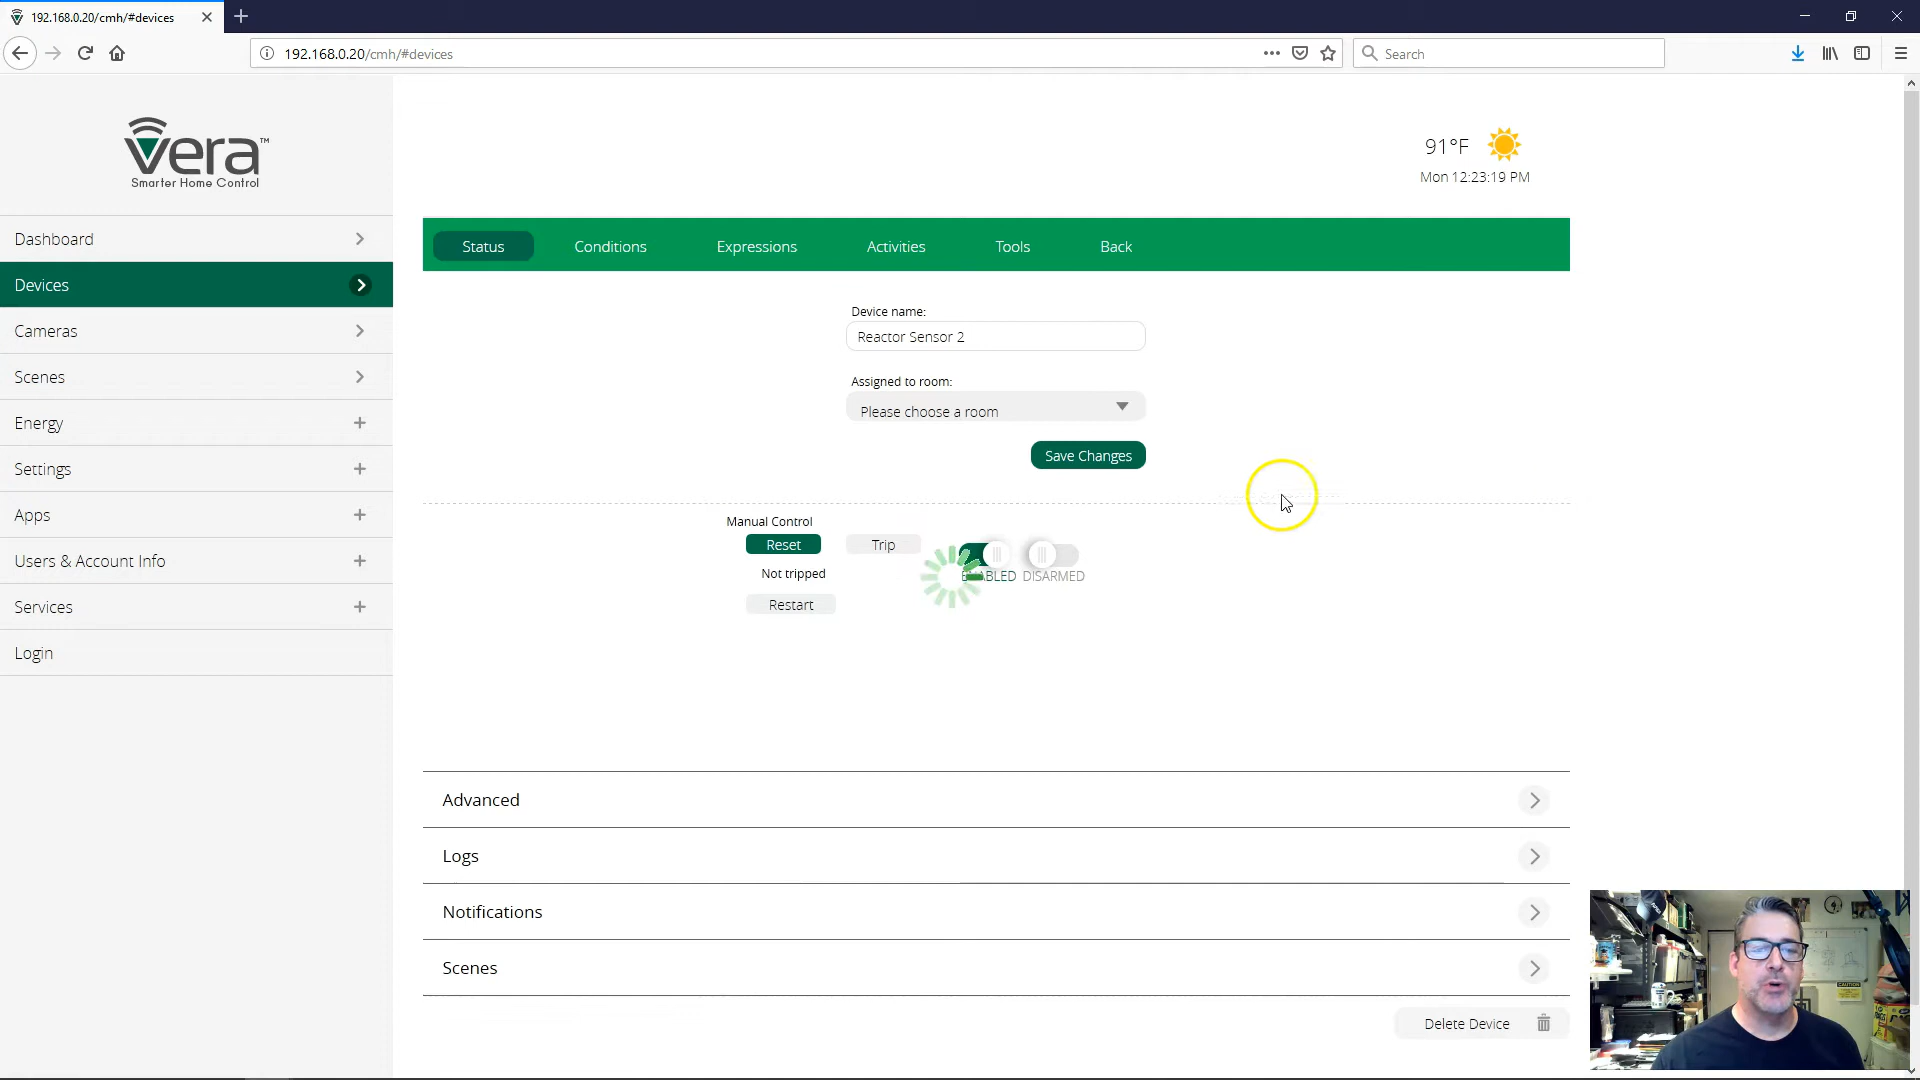 192.168.0.20/cmh/#devices
192.168.0.20/cmh/#devices
Search
vera™
Smarter Home Control
91°F
Mon 12:23:19 PM
Dashboard
Devices
Cameras
Scenes
Energy
Settings
Apps
Users & Account Info
Services
Login
Status Conditions Expressions Activities Tools Back
Device name:
Reactor Sensor 2
Assigned to room:
Please choose a room
Save Changes
Manual Control
Reset Trip
ENABLED DISARMED
Not tripped
Restart
Advanced
Logs
Notifications
Scenes
Delete Device
CAUTION